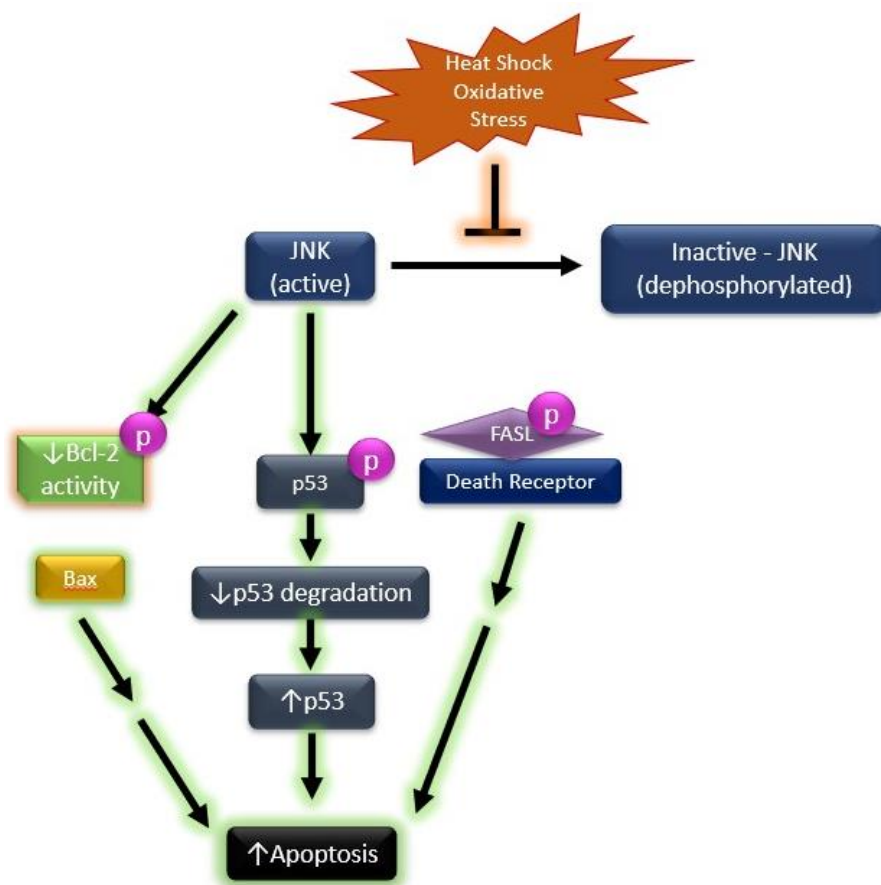 Heat Shock
Oxidative
Stress
JNK
(active)
Inactive - JNK
(dephosphorylated)
p
↓Bcl-2
activity
p
p53
p
FASL
Death Receptor
Bax
↓p53 degradation
↑p53
↑Apoptosis